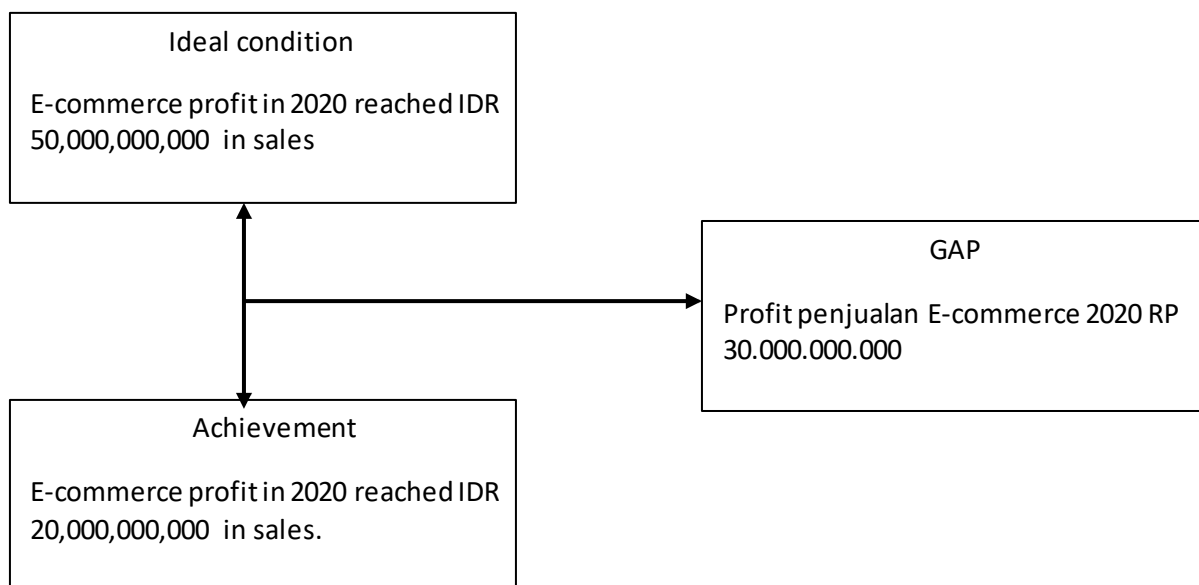 Ideal condition
E-commerce profit in 2020 reached IDR
50,000,000,000 in sales
GAP
Profit penjualan E-commerce 2020 RP
30.000.000.000
Achievement
E-commerce profit in 2020 reached IDR
20,000,000,000 in sales.